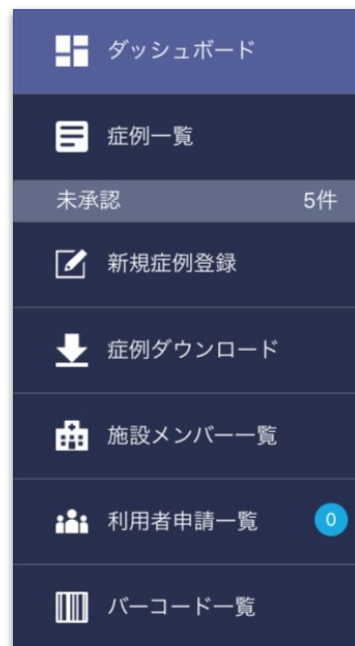 ダッシュボード
症例一覧
未承認 5件
新規症例登録
症例ダウンロード
施設メンバー一覧
利用者申請一覧 0
バーコード一覧